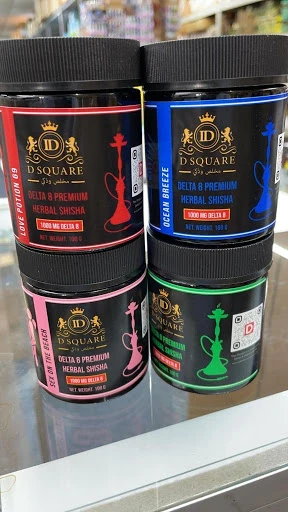 D SQUARE
DELTA 8 PREMIUM
HERBAL SHISHA
1000 MG DELTA 8
NET WEIGHT. 100 G
LOVE POTION 69
D SQUARE
DELTA 8 PREMIUM
HERBAL SHISHA
1000 MG DELTA 8
NET WEIGHT. 100 G
OCEAN BREEZE
D SQUARE
DELTA 8 PREMIUM
HERBAL SHISHA
1000 MG DELTA 8
NET WEIGHT. 100 G
SEX ON THE BEACH
D SQUARE
DELTA 8 PREMIUM
HERBAL SHISHA
1000 MG DELTA 8